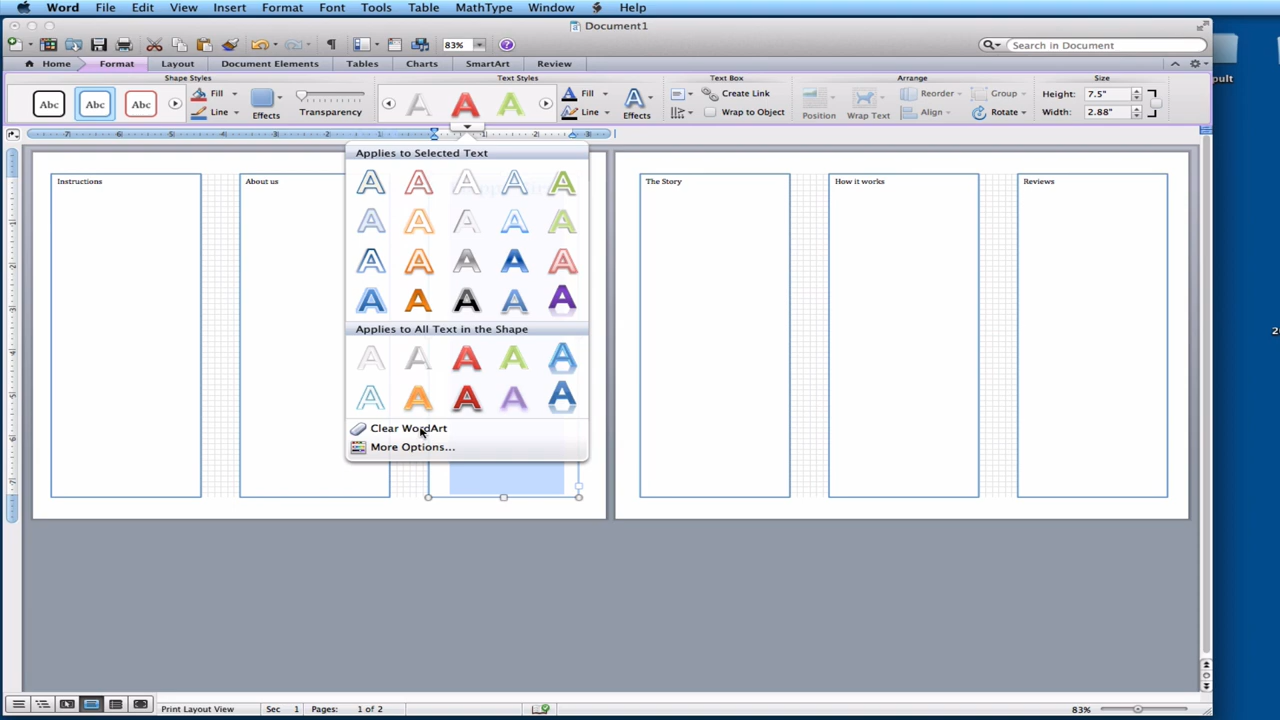 Word File Edit View Insert Format Font Tools Table MathType Window Help
Document1
83%
Search in Document
Home Format Layout Document Elements Tables Charts SmartArt Review
Shape Styles Text Styles Text Box Arrange Size
Abc Abc Abc Fill Line Effects Transparency A A A Fill Line Effects Create Link Wrap to Object Position Wrap Text Reorder Align Group Rotate Height: 7.5" Width: 2.88"
Applies to Selected Text
A A A A A
A A A A A
A A A A A
A A A A A
Applies to All Text in the Shape
A A A A A
A A A A A
Clear WordArt
More Options...
Instructions
About us
The Story
How it works
Reviews
Print Layout View Sec 1 Pages: 1 of 2 83%